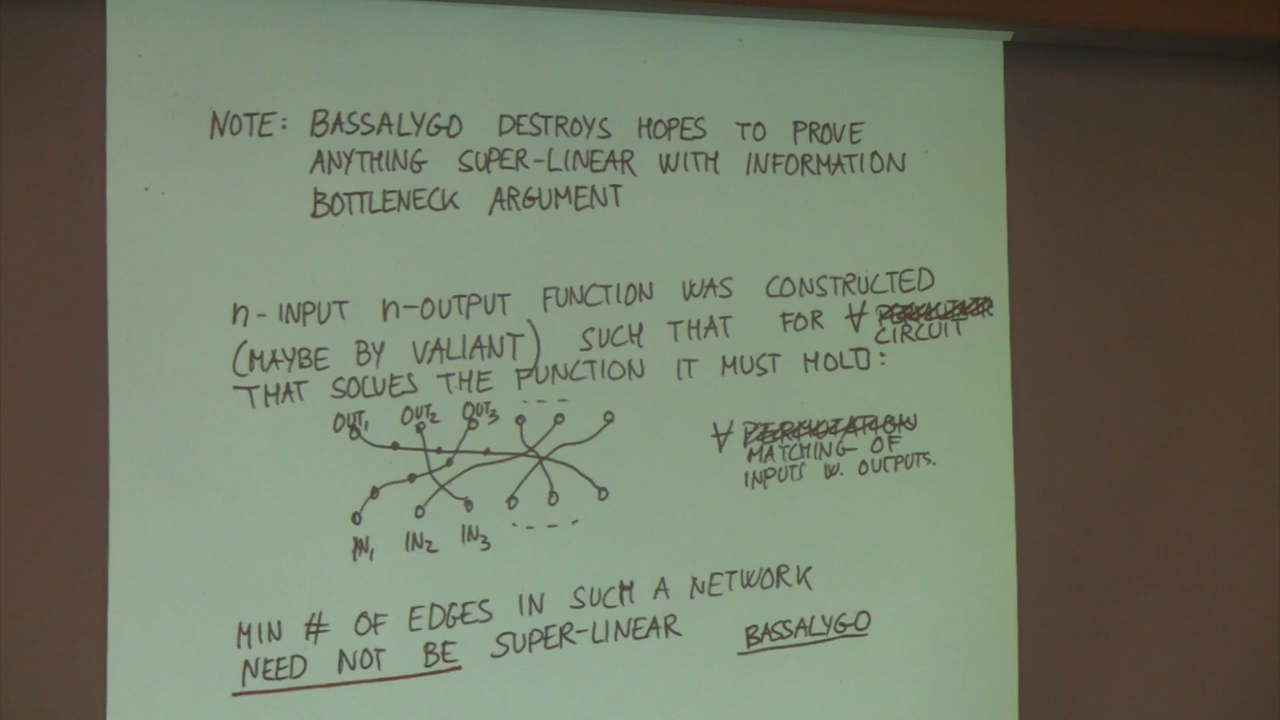 NOTE: BASSALYGO DESTROYS HOPES TO PROVE
ANYTHING SUPER-LINEAR WITH INFORMATION
BOTTLENECK ARGUMENT
n-INPUT n-OUTPUT FUNCTION WAS CONSTRUCTED
(MAYBE BY VALIANT) SUCH THAT FOR ∀
CIRCUIT
THAT SOLVES THE FUNCTION IT MUST HOLD:
OUT₁ OUT₂ OUT₃ - - - -
∀ PERMUTATION
MATCHING OF
INPUTS W. OUTPUTS.
IN₁ IN₂ IN₃ - - - -
MIN # OF EDGES IN SUCH A NETWORK
NEED NOT BE SUPER-LINEAR BASSALYGO